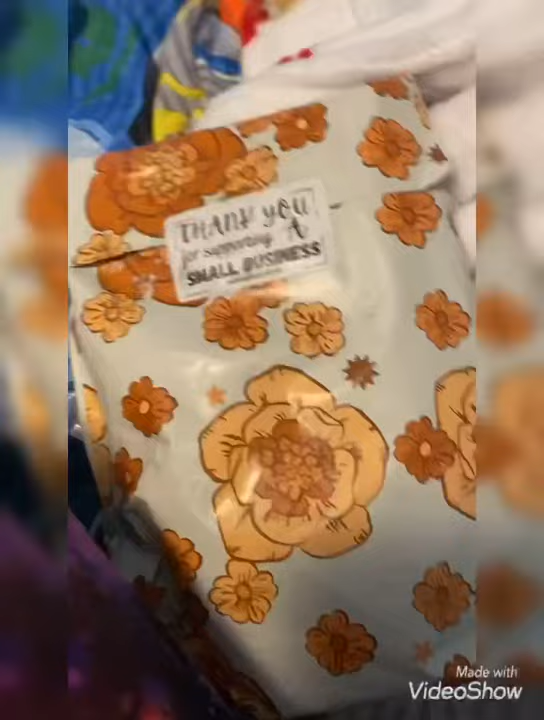 THANK YOU
for supporting A
SMALL BUSINESS
Made with
VideoShow